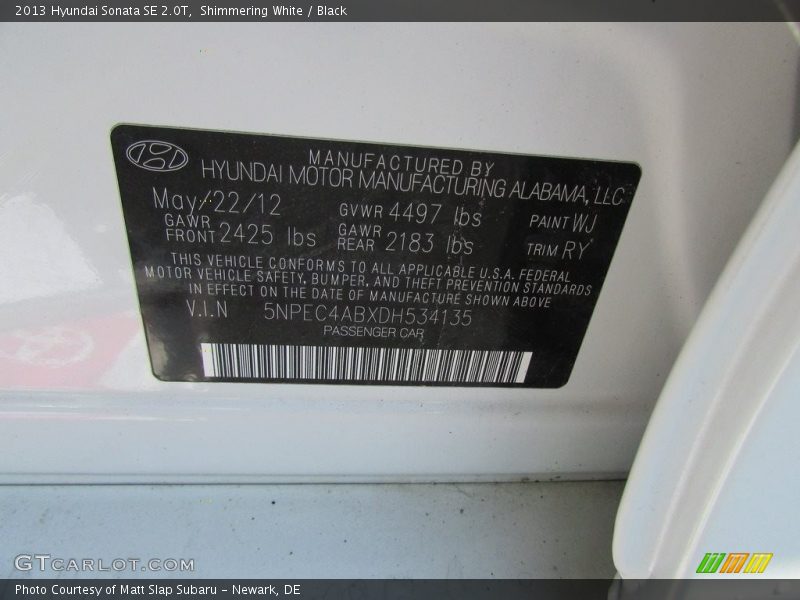 2013 Hyundai Sonata SE 2.0T, Shimmering White / Black
MANUFACTURED BY
HYUNDAI MOTOR MANUFACTURING ALABAMA, LLC
May/22/12 GVWR 4497 lbs PAINT WJ
GAWR FRONT 2425 lbs GAWR REAR 2183 lbs TRIM RY
THIS VEHICLE CONFORMS TO ALL APPLICABLE U.S.A. FEDERAL
MOTOR VEHICLE SAFETY, BUMPER, AND THEFT PREVENTION STANDARDS
IN EFFECT ON THE DATE OF MANUFACTURE SHOWN ABOVE
V.I.N 5NPEC4ABXDH534135
PASSENGER CAR
GTCARLOT.COM
Photo Courtesy of Matt Slap Subaru - Newark, DE